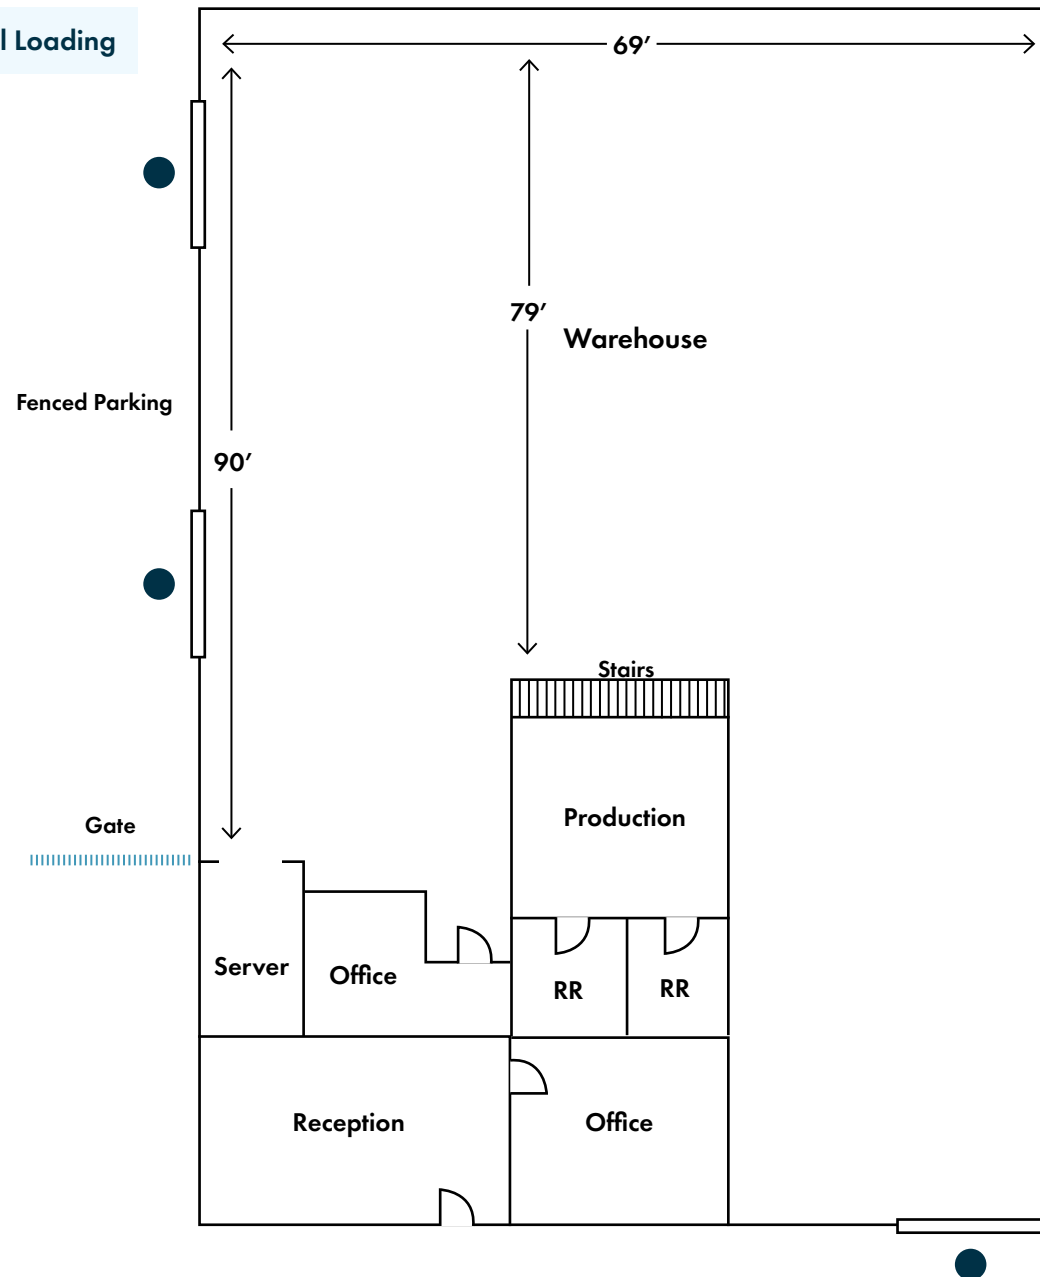 l Loading
69′
79′
Warehouse
Fenced Parking
90′
Stairs
Gate
Production
Server
Office
RR
RR
Reception
Office